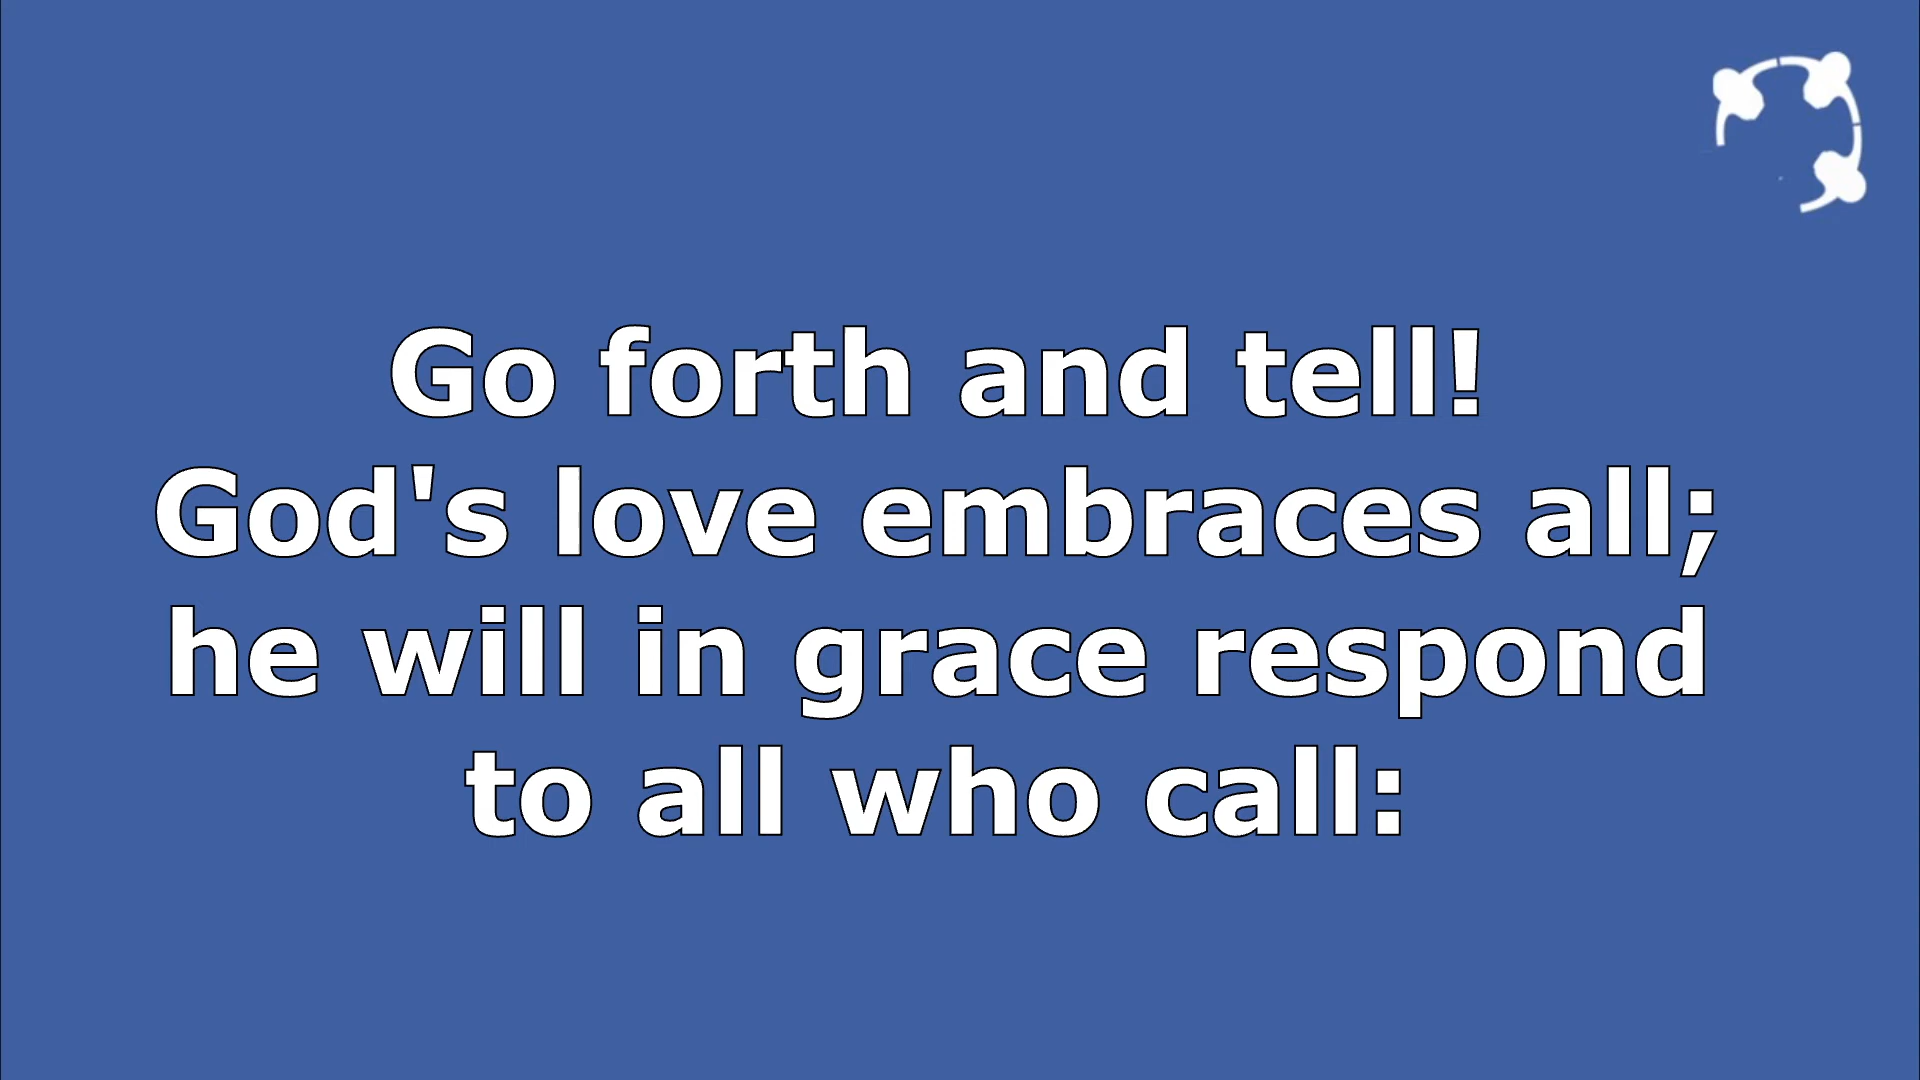 Go forth and tell!
God's love embraces all;
he will in grace respond
to all who call: